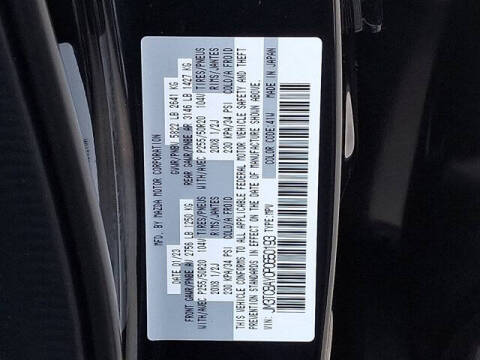 MFD. BY MAZDA MOTOR CORPORATION
DATE 01/23 GVWR/PNBV 5822 LB 2641 KG
FRONT GAWR/PNBE AV 2756 LB 1250 KG REAR GAWR/PNBE AR 3146 LB 1427 KG
WITH/AVEC P255/50R20 104V TIRES/PNEUS WITH/AVEC P255/50R20 104V TIRES/PNEUS
20X8 1/2J RIMS/JANTES 20X8 1/2J RIMS/JANTES
230 KPA/34 PSI COLD/A FROID 230 KPA/34 PSI COLD/A FROID
THIS VEHICLE CONFORMS TO ALL APPLICABLE FEDERAL MOTOR VEHICLE SAFETY AND BUMPER
THEFT PREVENTION STANDARDS IN EFFECT ON THE DATE OF MANUFACTURE SHOWN ABOVE.
VIN: TYPE:MPV
COLOR CODE/41W MADE IN JAPAN